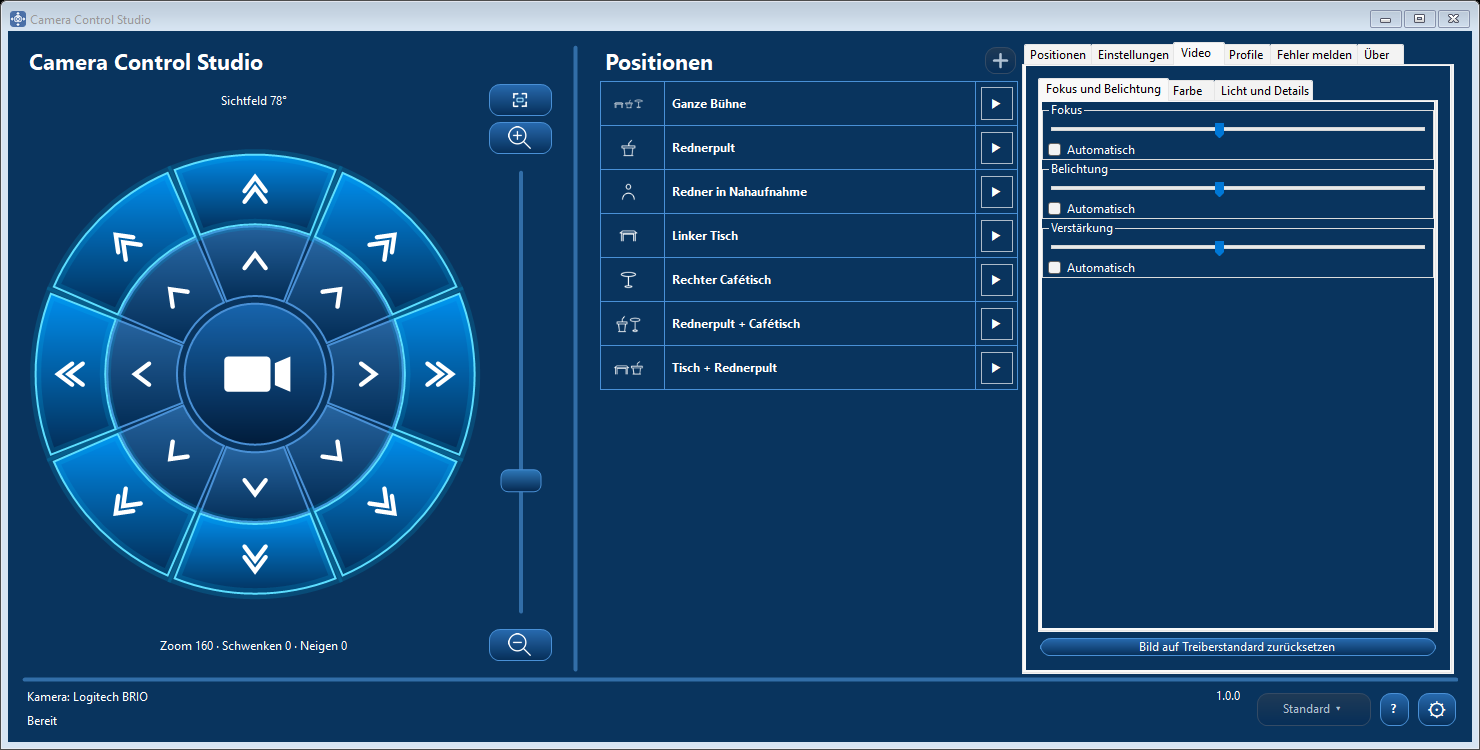 Camera Control Studio
Camera Control Studio
Sichtfeld 78°
Zoom 160 · Schwenken 0 · Neigen 0
Positionen
Ganze Bühne
Rednerpult
Redner in Nahaufnahme
Linker Tisch
Rechter Cafétisch
Rednerpult + Cafétisch
Tisch + Rednerpult
Positionen Einstellungen Video Profile Fehler melden Über
Fokus und Belichtung Farbe Licht und Details
Fokus
Automatisch
Belichtung
Automatisch
Verstärkung
Automatisch
Bild auf Treiberstandard zurücksetzen
Kamera: Logitech BRIO
Bereit
1.0.0
Standard
?